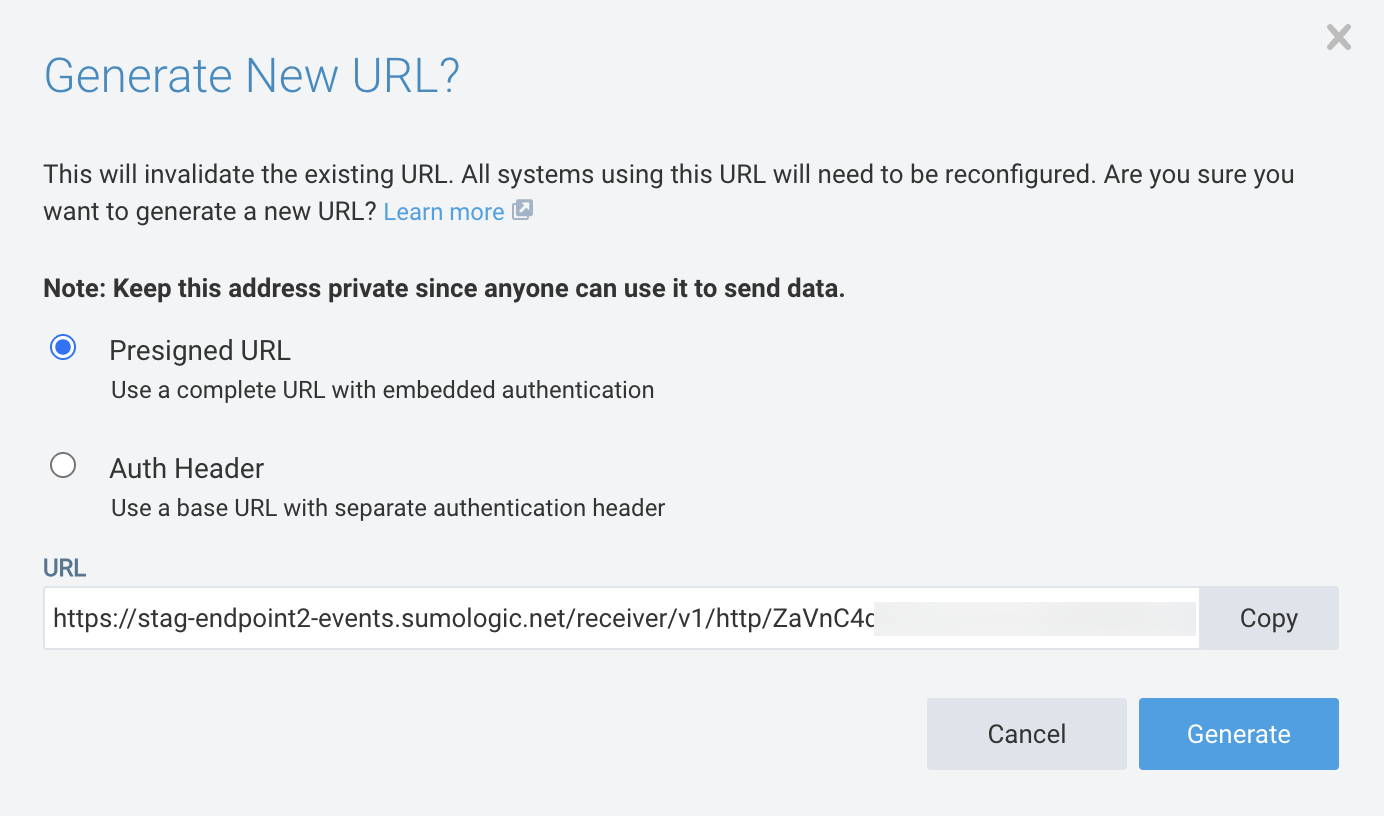 Generate New URL?
This will invalidate the existing URL. All systems using this URL will need to be reconfigured. Are you sure you
want to generate a new URL? Learn more
Note: Keep this address private since anyone can use it to send data.
Presigned URL
Use a complete URL with embedded authentication
Auth Header
Use a base URL with separate authentication header
URL
https://stag-endpoint2-events.sumologic.net/receiver/v1/http/ZaVnC4
Copy
Cancel
Generate